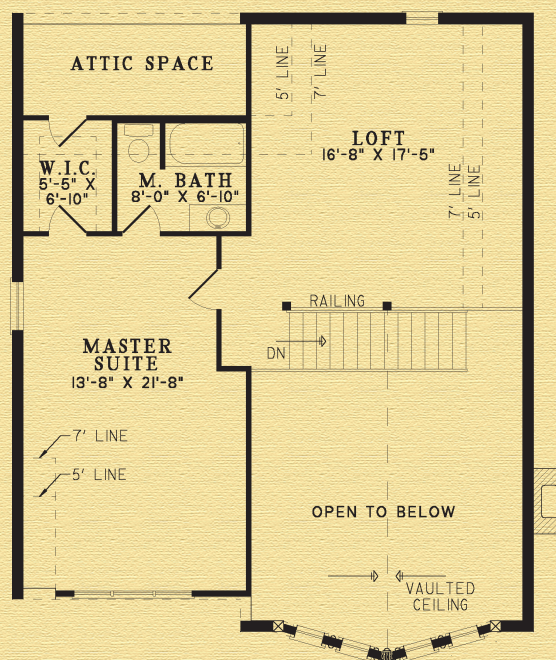 ATTIC SPACE
5' LINE
7' LINE
LOFT
16'-8" X 17'-5"
W.I.C.
5'-5" X
6'-10"
M. BATH
8'-0" X 6'-10"
7' LINE
5' LINE
RAILING
DN
MASTER
SUITE
13'-8" X 21'-8"
7' LINE
5' LINE
OPEN TO BELOW
VAULTED
CEILING